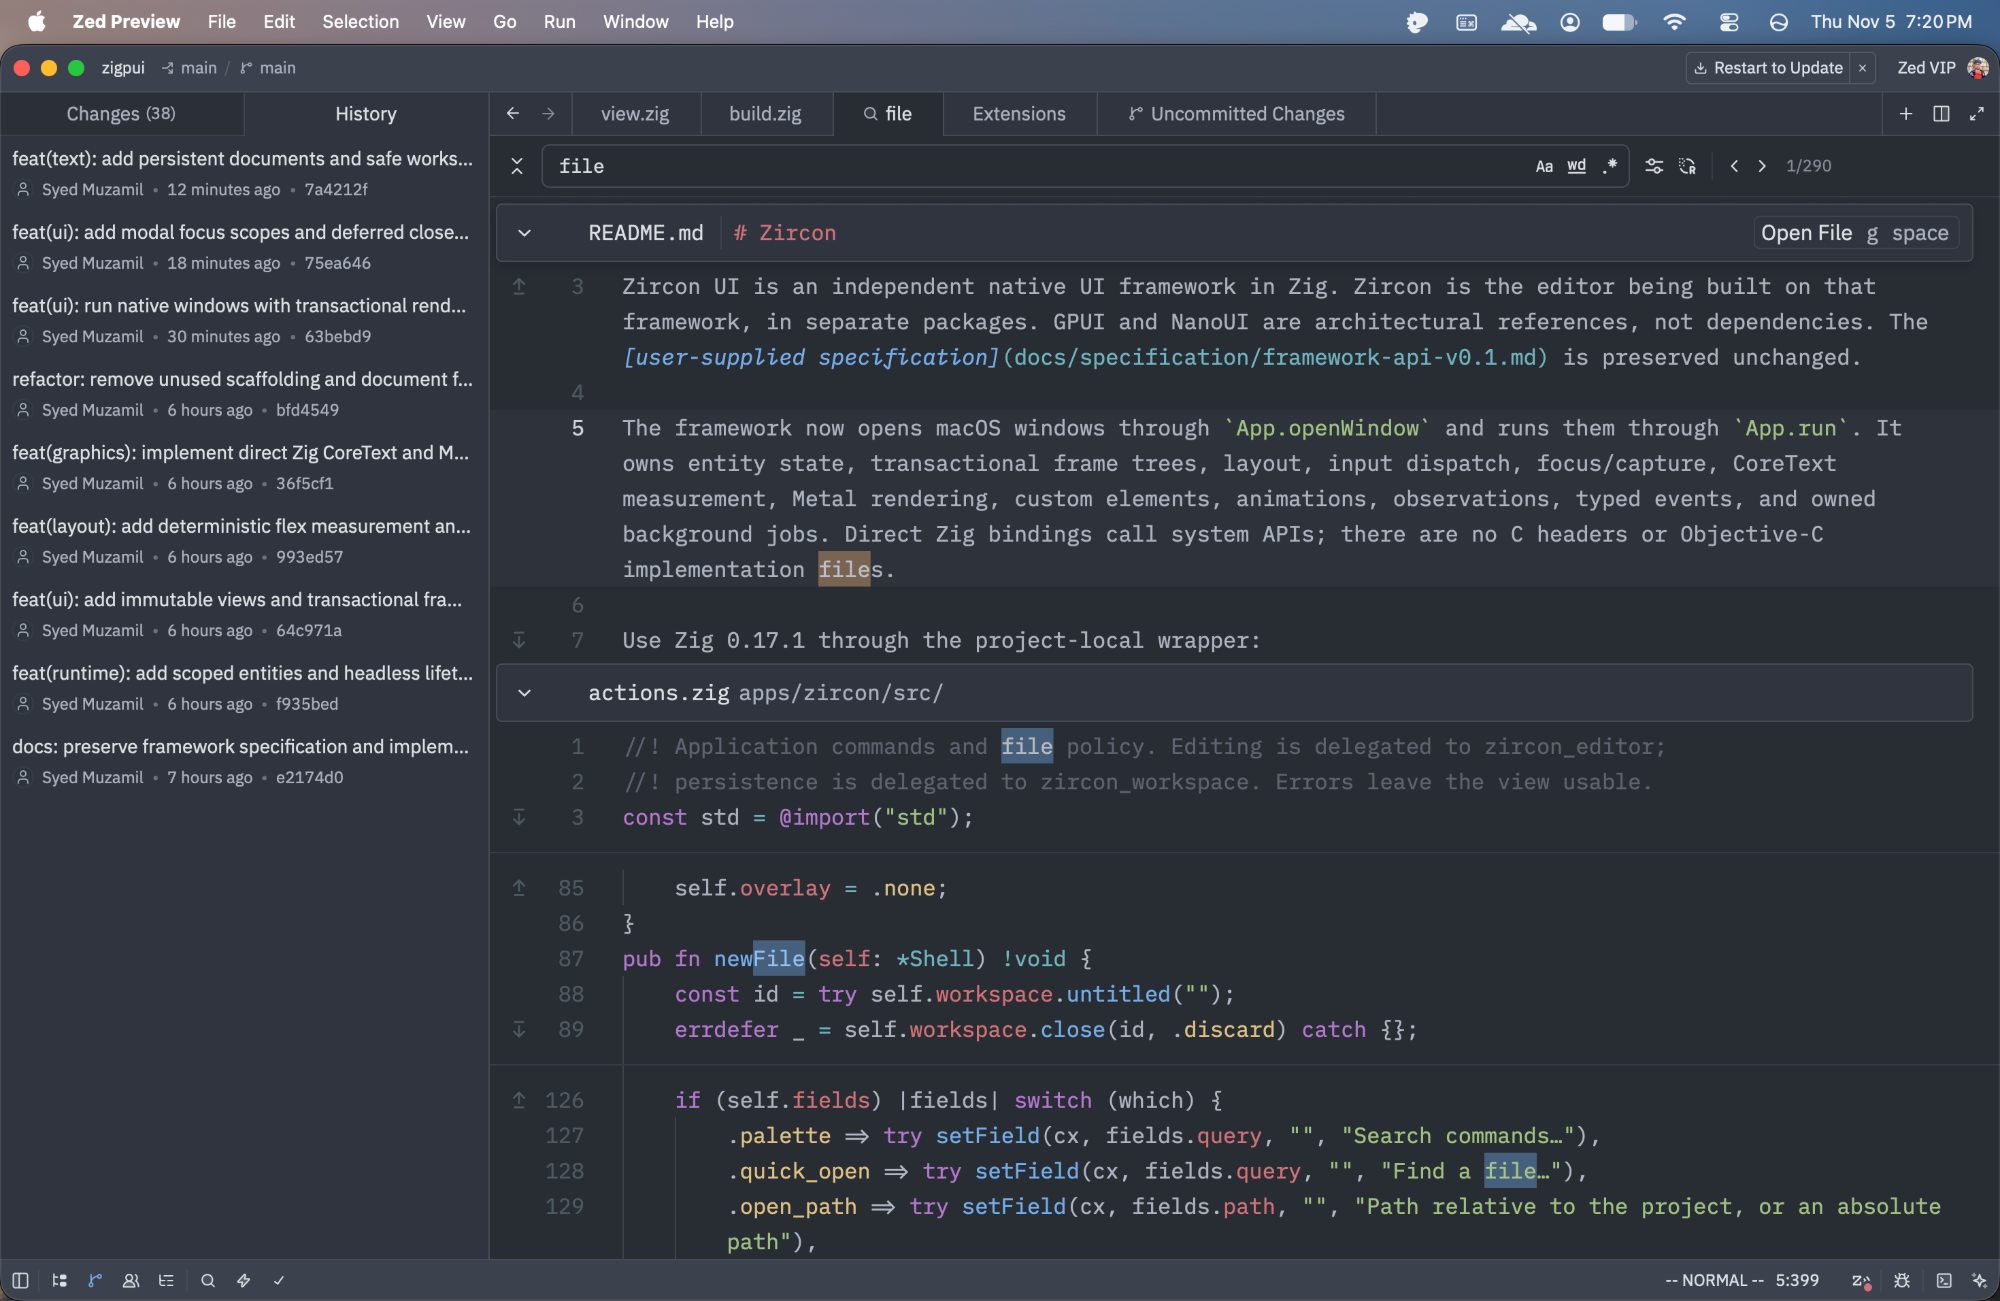 Zed Preview File Edit Selection View Go Run Window Help Thu Nov 5 7:20 PM
zigpui main / main Restart to Update × Zed VIP
Changes (38) History
view.zig build.zig file Extensions Uncommitted Changes
file Aa wd .* 1/290
feat(text): add persistent documents and safe works...
Syed Muzamil • 12 minutes ago • 7a4212f
feat(ui): add modal focus scopes and deferred close...
Syed Muzamil • 18 minutes ago • 75ea646
feat(ui): run native windows with transactional rend...
Syed Muzamil • 30 minutes ago • 63bebd9
refactor: remove unused scaffolding and document f...
Syed Muzamil • 6 hours ago • bfd4549
feat(graphics): implement direct Zig CoreText and M...
Syed Muzamil • 6 hours ago • 36f5cf1
feat(layout): add deterministic flex measurement an...
Syed Muzamil • 6 hours ago • 993ed57
feat(ui): add immutable views and transactional fra...
Syed Muzamil • 6 hours ago • 64c971a
feat(runtime): add scoped entities and headless lifet...
Syed Muzamil • 6 hours ago • f935bed
docs: preserve framework specification and implem...
Syed Muzamil • 7 hours ago • e2174d0
README.md # Zircon Open File g space
3 Zircon UI is an independent native UI framework in Zig. Zircon is the editor being built on that
framework, in separate packages. GPUI and NanoUI are architectural references, not dependencies. The
[user-supplied specification](docs/specification/framework-api-v0.1.md) is preserved unchanged.
4
5 The framework now opens macOS windows through `App.openWindow` and runs them through `App.run`. It
owns entity state, transactional frame trees, layout, input dispatch, focus/capture, CoreText
measurement, Metal rendering, custom elements, animations, observations, typed events, and owned
background jobs. Direct Zig bindings call system APIs; there are no C headers or Objective-C
implementation files.
6
7 Use Zig 0.17.1 through the project-local wrapper:
actions.zig apps/zircon/src/
1 //! Application commands and file policy. Editing is delegated to zircon_editor;
2 //! persistence is delegated to zircon_workspace. Errors leave the view usable.
3 const std = @import("std");
85 self.overlay = .none;
86 }
87 pub fn newFile(self: *Shell) !void {
88 const id = try self.workspace.untitled("");
89 errdefer _ = self.workspace.close(id, .discard) catch {};
126 if (self.fields) |fields| switch (which) {
127 .palette => try setField(cx, fields.query, "", "Search commands…"),
128 .quick_open => try setField(cx, fields.query, "", "Find a file…"),
129 .open_path => try setField(cx, fields.path, "", "Path relative to the project, or an absolute
path"),
-- NORMAL -- 5:399